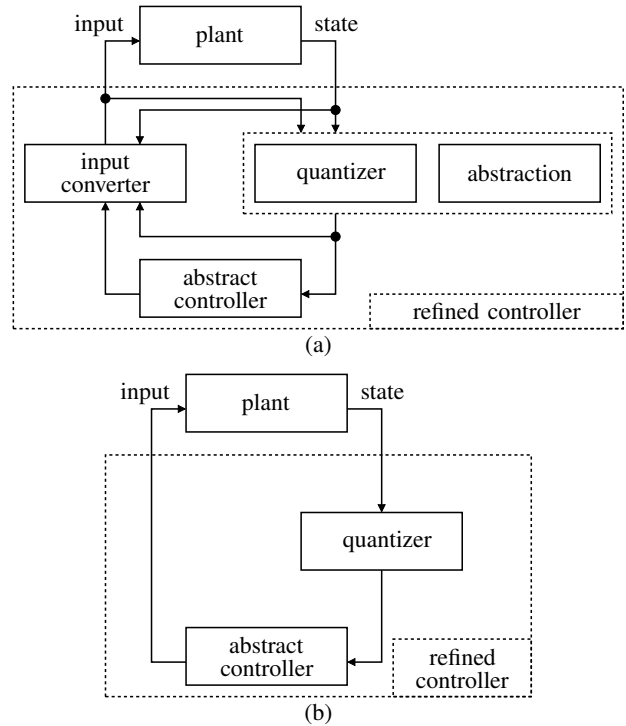 input
state
plant
input
converter
quantizer
abstraction
abstract
controller
refined controller
(a)
input
state
plant
quantizer
abstract
controller
refined
controller
(b)